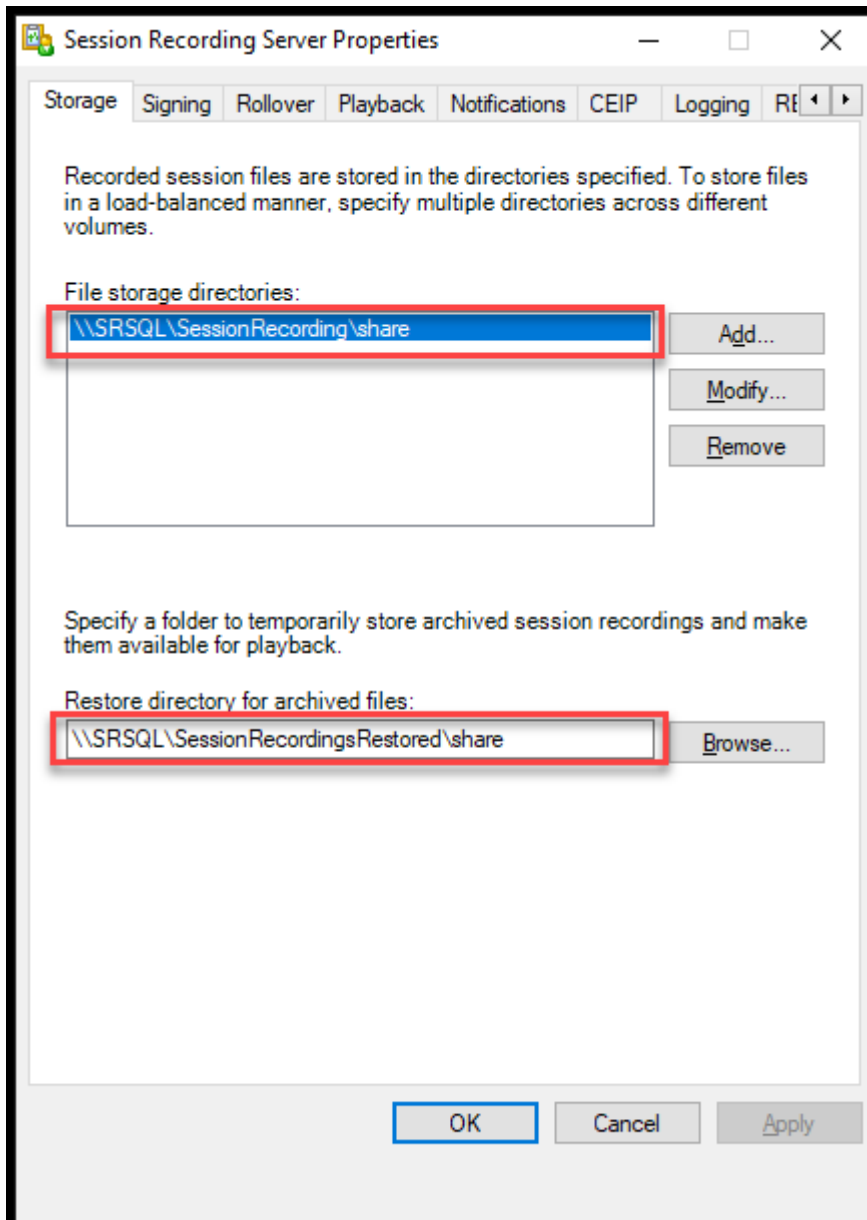 Session Recording Server Properties
Storage Signing Rollover Playback Notifications CEIP Logging
Recorded session files are stored in the directories specified. To store files
in a load-balanced manner, specify multiple directories across different
volumes.
File storage directories:
\\SRSQL\SessionRecording\share
Add...
Modify...
Remove
Specify a folder to temporarily store archived session recordings and make
them available for playback.
Restore directory for archived files:
\\SRSQL\SessionRecordingsRestored\share
Browse...
OK Cancel Apply